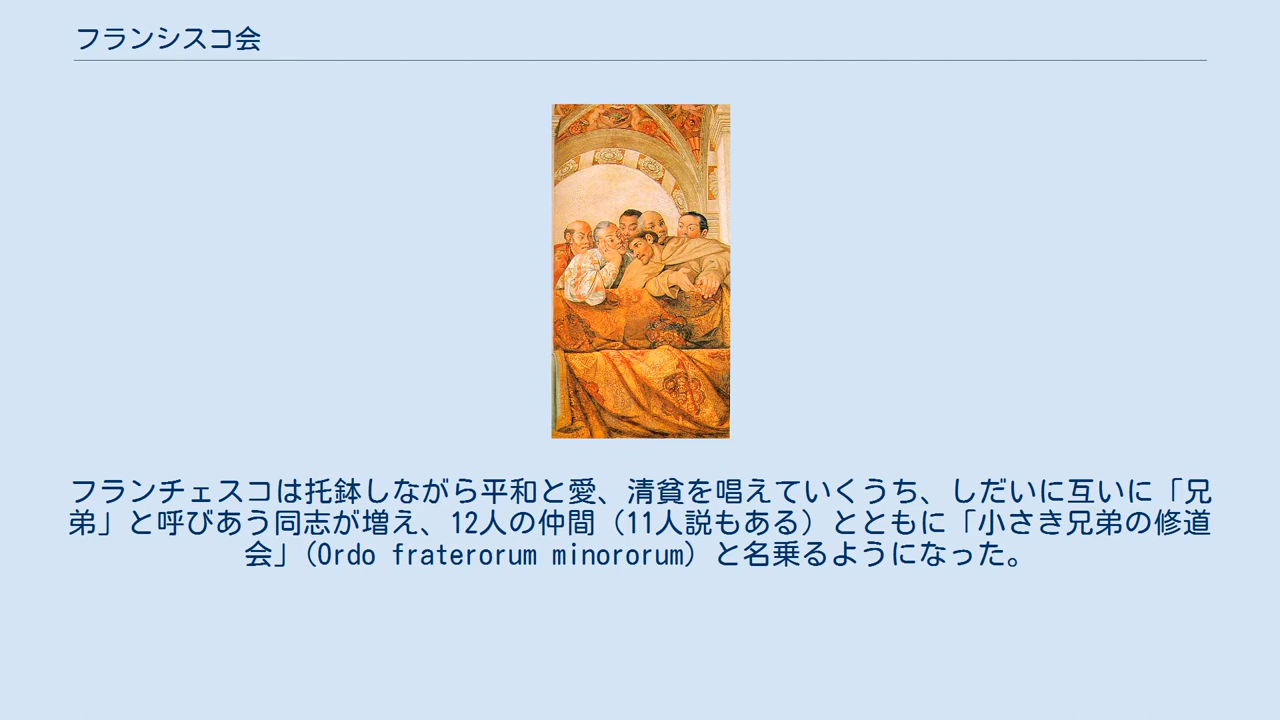 フランシスコ会
フランチェスコは托鉢しながら平和と愛、清貧を唱えていくうち、しだいに互いに「兄
弟」と呼びあう同志が増え、12人の仲間（11人説もある）とともに「小さき兄弟の修道
会」（Ordo fraterorum minororum）と名乗るようになった。